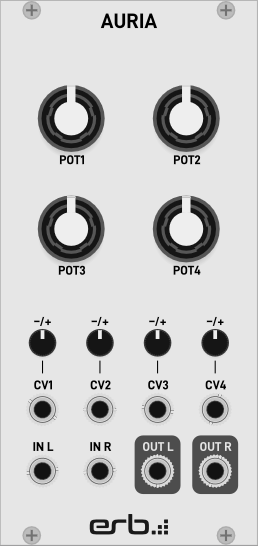 AURIA
POT1 POT2
POT3 POT4
-/+ -/+ -/+ -/+
CV1 CV2 CV3 CV4
IN L IN R OUT L OUT R
erb